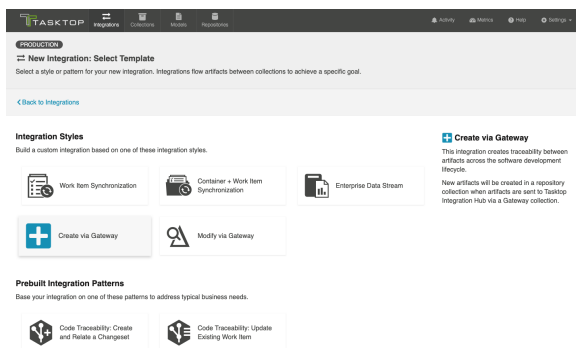 TASKTOP
Integrations
Collections
Models
Repositories
Activity
Metrics
Help
Settings
PRODUCTION
New Integration: Select Template
Select a style or pattern for your new integration. Integrations flow artifacts between collections to achieve a specific goal.
Back to Integrations
Integration Styles
Build a custom integration based on one of these integration styles.
Work Item Synchronization
Container + Work Item
Synchronization
Enterprise Data Stream
Create via Gateway
Modify via Gateway
Prebuilt Integration Patterns
Base your integration on one of these patterns to address typical business needs.
Code Traceability: Create
and Relate a Changeset
Code Traceability: Update
Existing Work Item
Create via Gateway
This integration creates traceability between
artifacts across the software development
lifecycle.
New artifacts will be created in a repository
collection when artifacts are sent to Tasktop
Integration Hub via a Gateway collection.